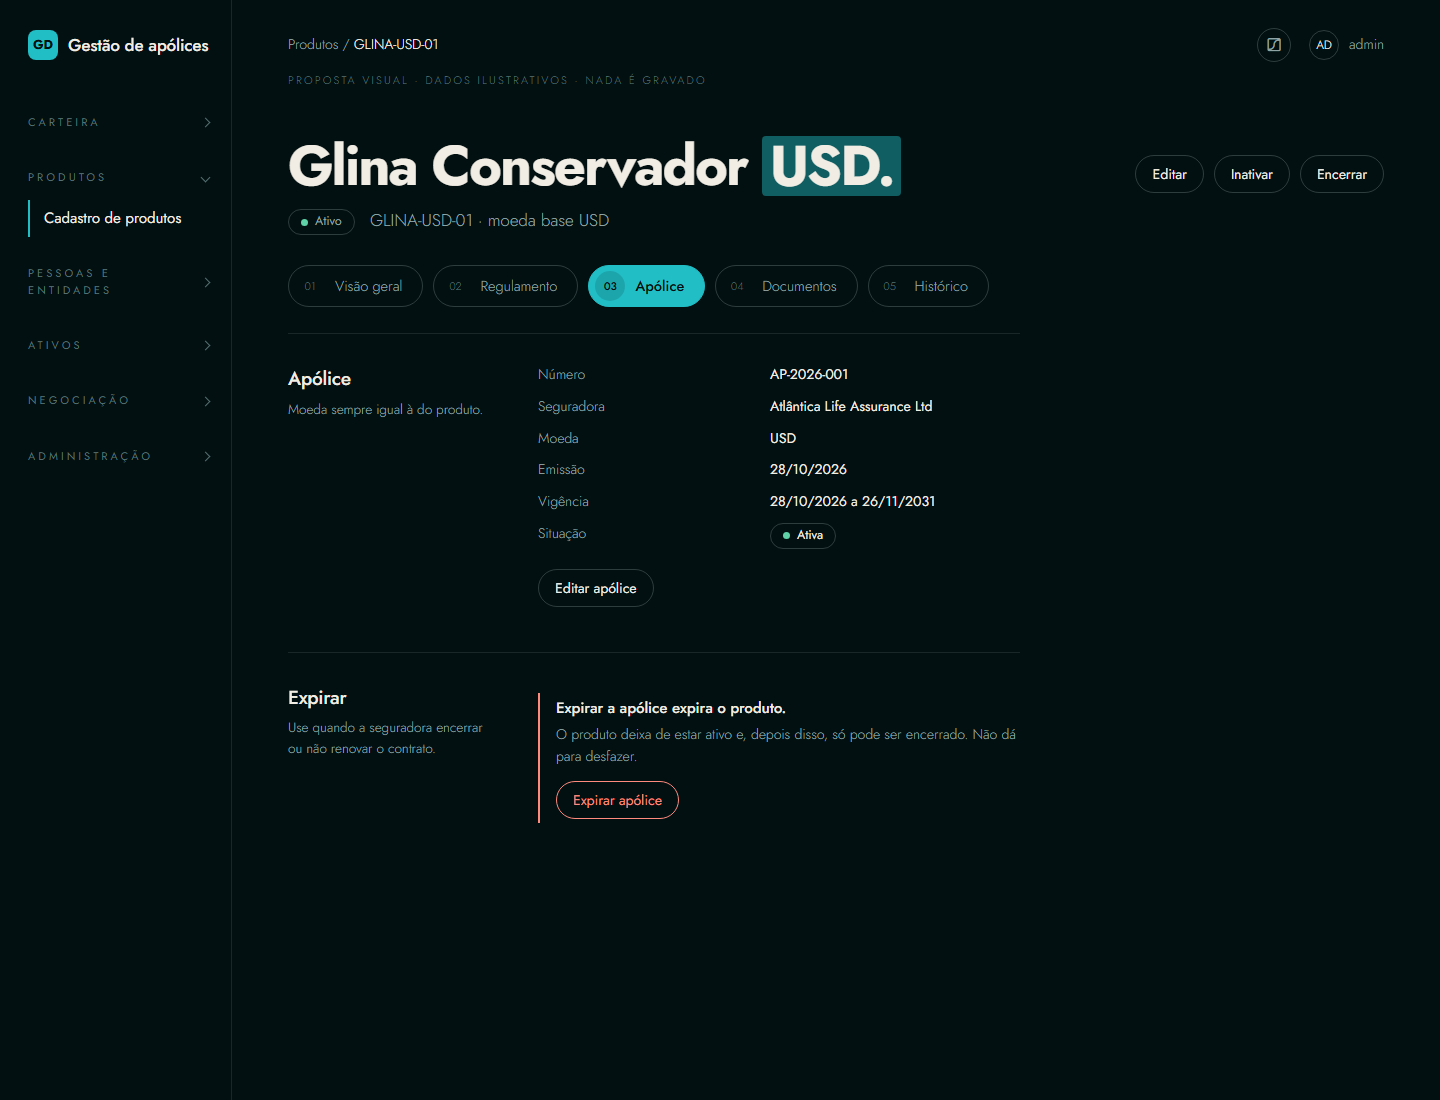 GD Gestão de apólices
CARTEIRA
PRODUTOS
Cadastro de produtos
PESSOAS E
ENTIDADES
ATIVOS
NEGOCIAÇÃO
ADMINISTRAÇÃO
Produtos / GLINA-USD-01
AD admin
PROPOSTA VISUAL · DADOS ILUSTRATIVOS · NADA É GRAVADO
Glina Conservador USD.
Editar Inativar Encerrar
Ativo GLINA-USD-01 · moeda base USD
01 Visão geral 02 Regulamento 03 Apólice 04 Documentos 05 Histórico
Apólice
Moeda sempre igual à do produto.
Número AP-2026-001
Seguradora Atlântica Life Assurance Ltd
Moeda USD
Emissão 28/10/2026
Vigência 28/10/2026 a 26/11/2031
Situação Ativa
Editar apólice
Expirar
Use quando a seguradora encerrar
ou não renovar o contrato.
Expirar a apólice expira o produto.
O produto deixa de estar ativo e, depois disso, só pode ser encerrado. Não dá
para desfazer.
Expirar apólice